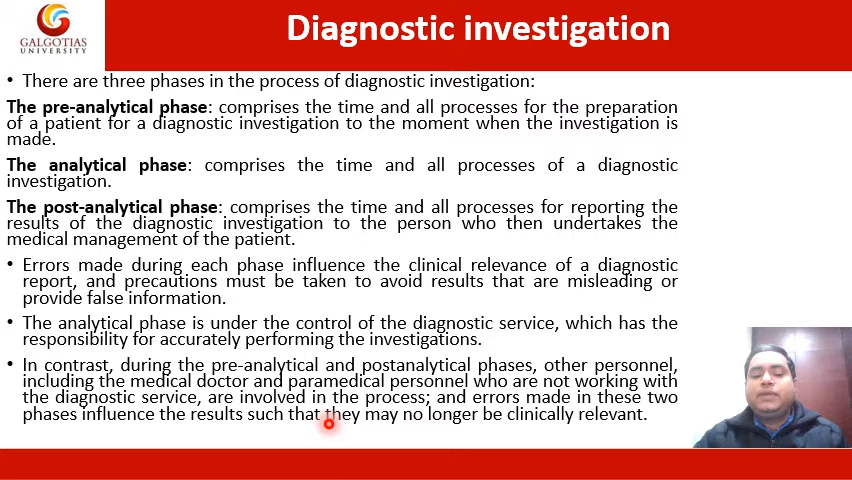 GALGOTIAS
UNIVERSITY
Diagnostic investigation
• There are three phases in the process of diagnostic investigation:
The pre-analytical phase: comprises the time and all processes for the preparation
of a patient for a diagnostic investigation to the moment when the investigation is
made.
The analytical phase: comprises the time and all processes of a diagnostic
investigation.
The post-analytical phase: comprises the time and all processes for reporting the
results of the diagnostic investigation to the person who then undertakes the
medical management of the patient.
• Errors made during each phase influence the clinical relevance of a diagnostic
report, and precautions must be taken to avoid results that are misleading or
provide false information.
• The analytical phase is under the control of the diagnostic service, which has the
responsibility for accurately performing the investigations.
• In contrast, during the pre-analytical and postanalytical phases, other personnel,
including the medical doctor and paramedical personnel who are not working with
the diagnostic service, are involved in the process; and errors made in these two
phases influence the results such that they may no longer be clinically relevant.